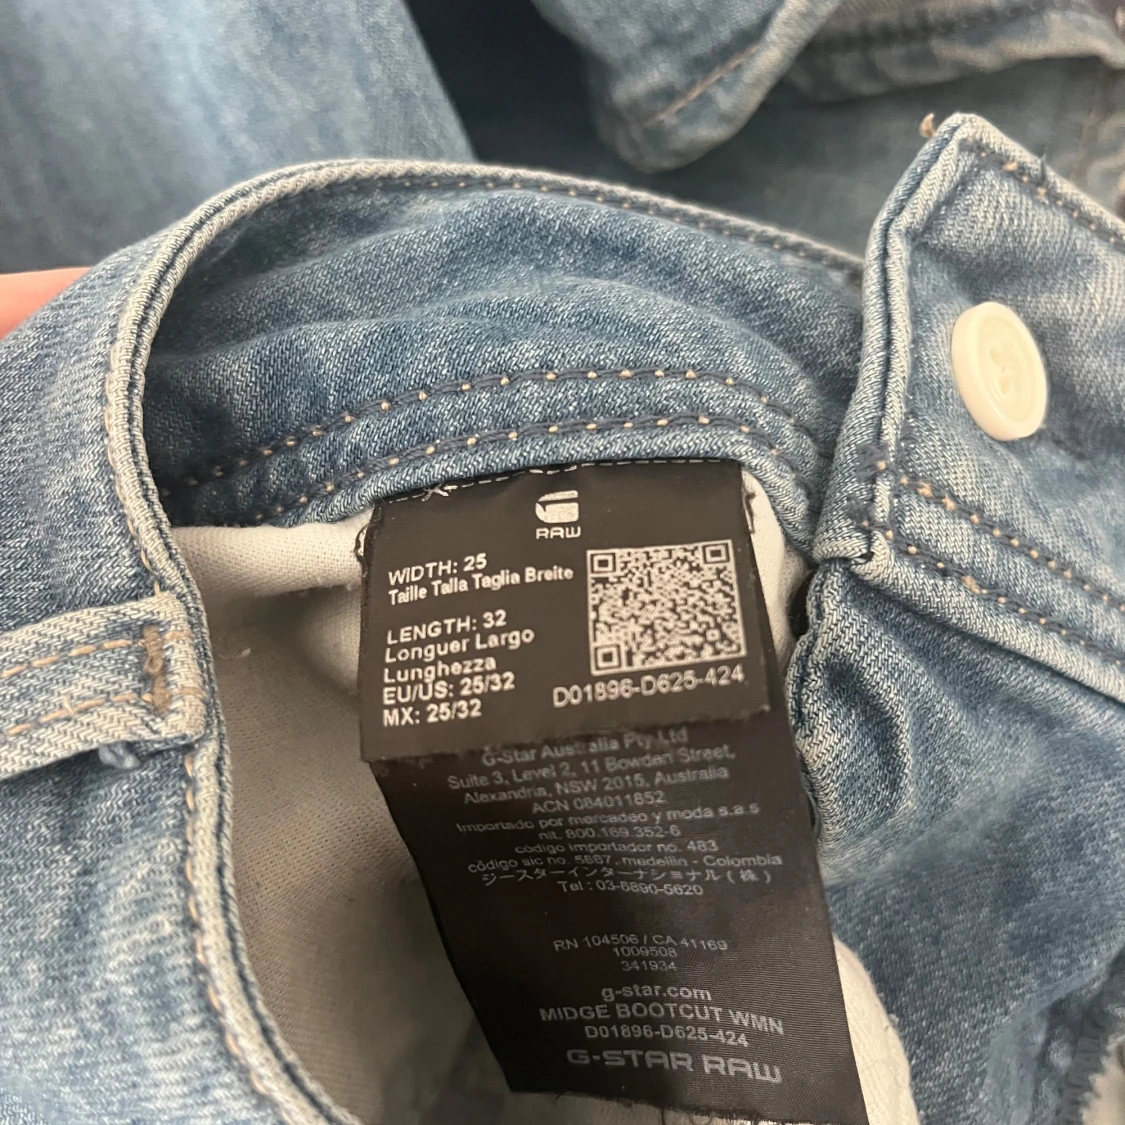 RAW
WIDTH: 25
Taille Talla Taglia Breite
LENGTH: 32
Longuer Largo
Lunghezza
EU/US: 25/32
MX: 25/32
D01896-D625-424
G-Star Australia Pty Ltd
Suite 3, Level 2, 11 Bowden Street,
Alexandria, NSW 2015, Australia
ACN 084011852
Importado por mercadeo y moda s.a.s
nit. 800.169.352-6
código importador no. 483
código sic no. 5887, medellin - Colombia
ジースターインターナショナル(株)
Tel : 03-6890-5620
RN 104506 / CA 41169
1009508
341934
g-star.com
MIDGE BOOTCUT WMN
D01896-D625-424
G-STAR RAW